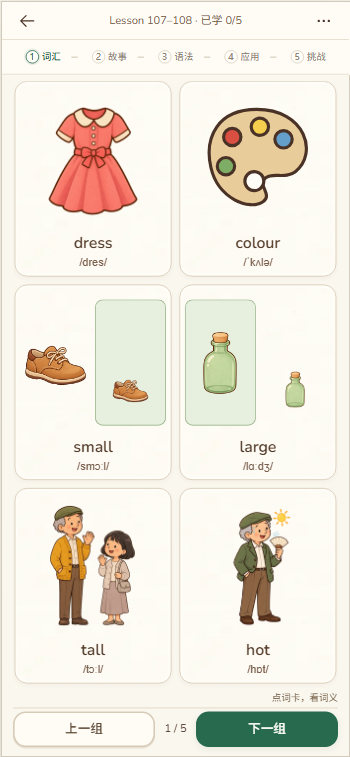 Lesson 107–108 · 已学 0/5
1 词汇 – 2 故事 – 3 语法 – 4 应用 – 5 挑战
dress
/dres/
colour
/ˈkʌlə/
small
/smɔːl/
large
/lɑːdʒ/
tall
/tɔːl/
hot
/hɒt/
点词卡，看词义
上一组
1 / 5
下一组